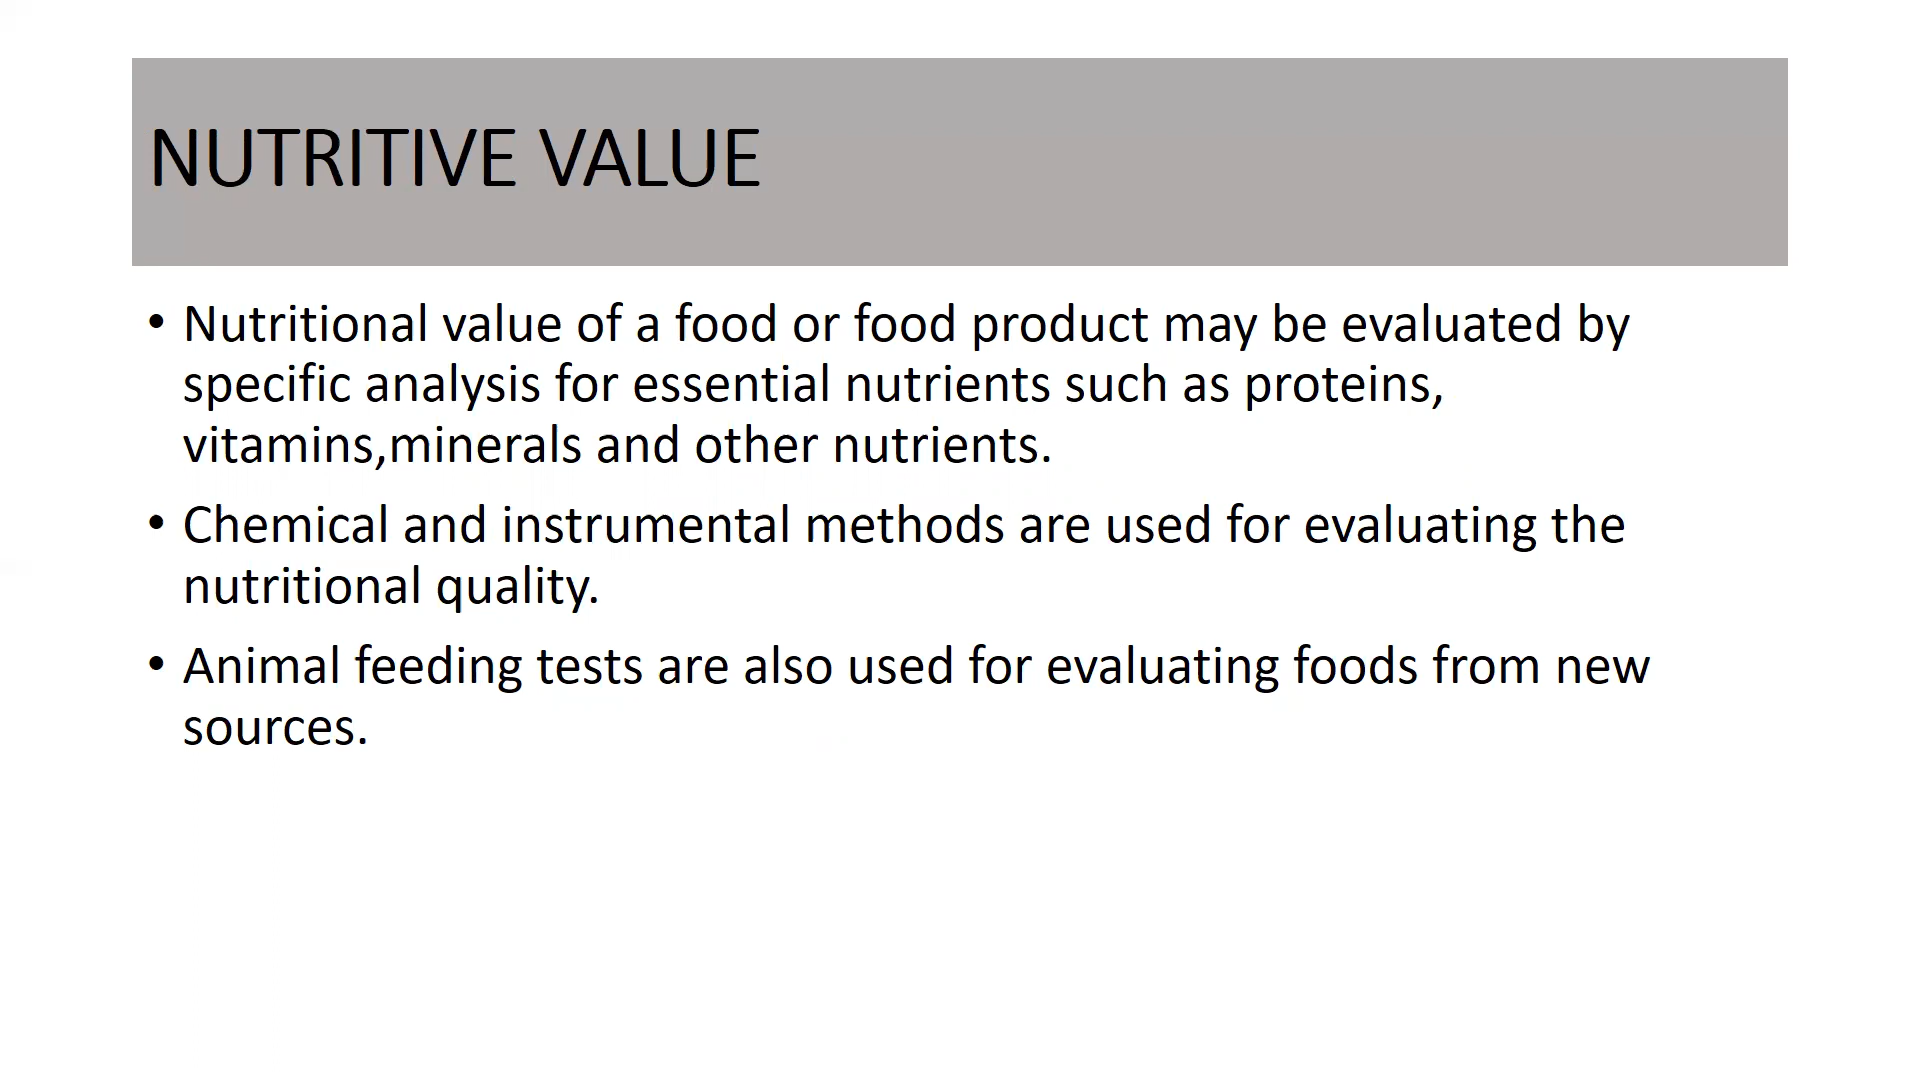 NUTRITIVE VALUE
• Nutritional value of a food or food product may be evaluated by
specific analysis for essential nutrients such as proteins,
vitamins,minerals and other nutrients.
• Chemical and instrumental methods are used for evaluating the
nutritional quality.
• Animal feeding tests are also used for evaluating foods from new
sources.